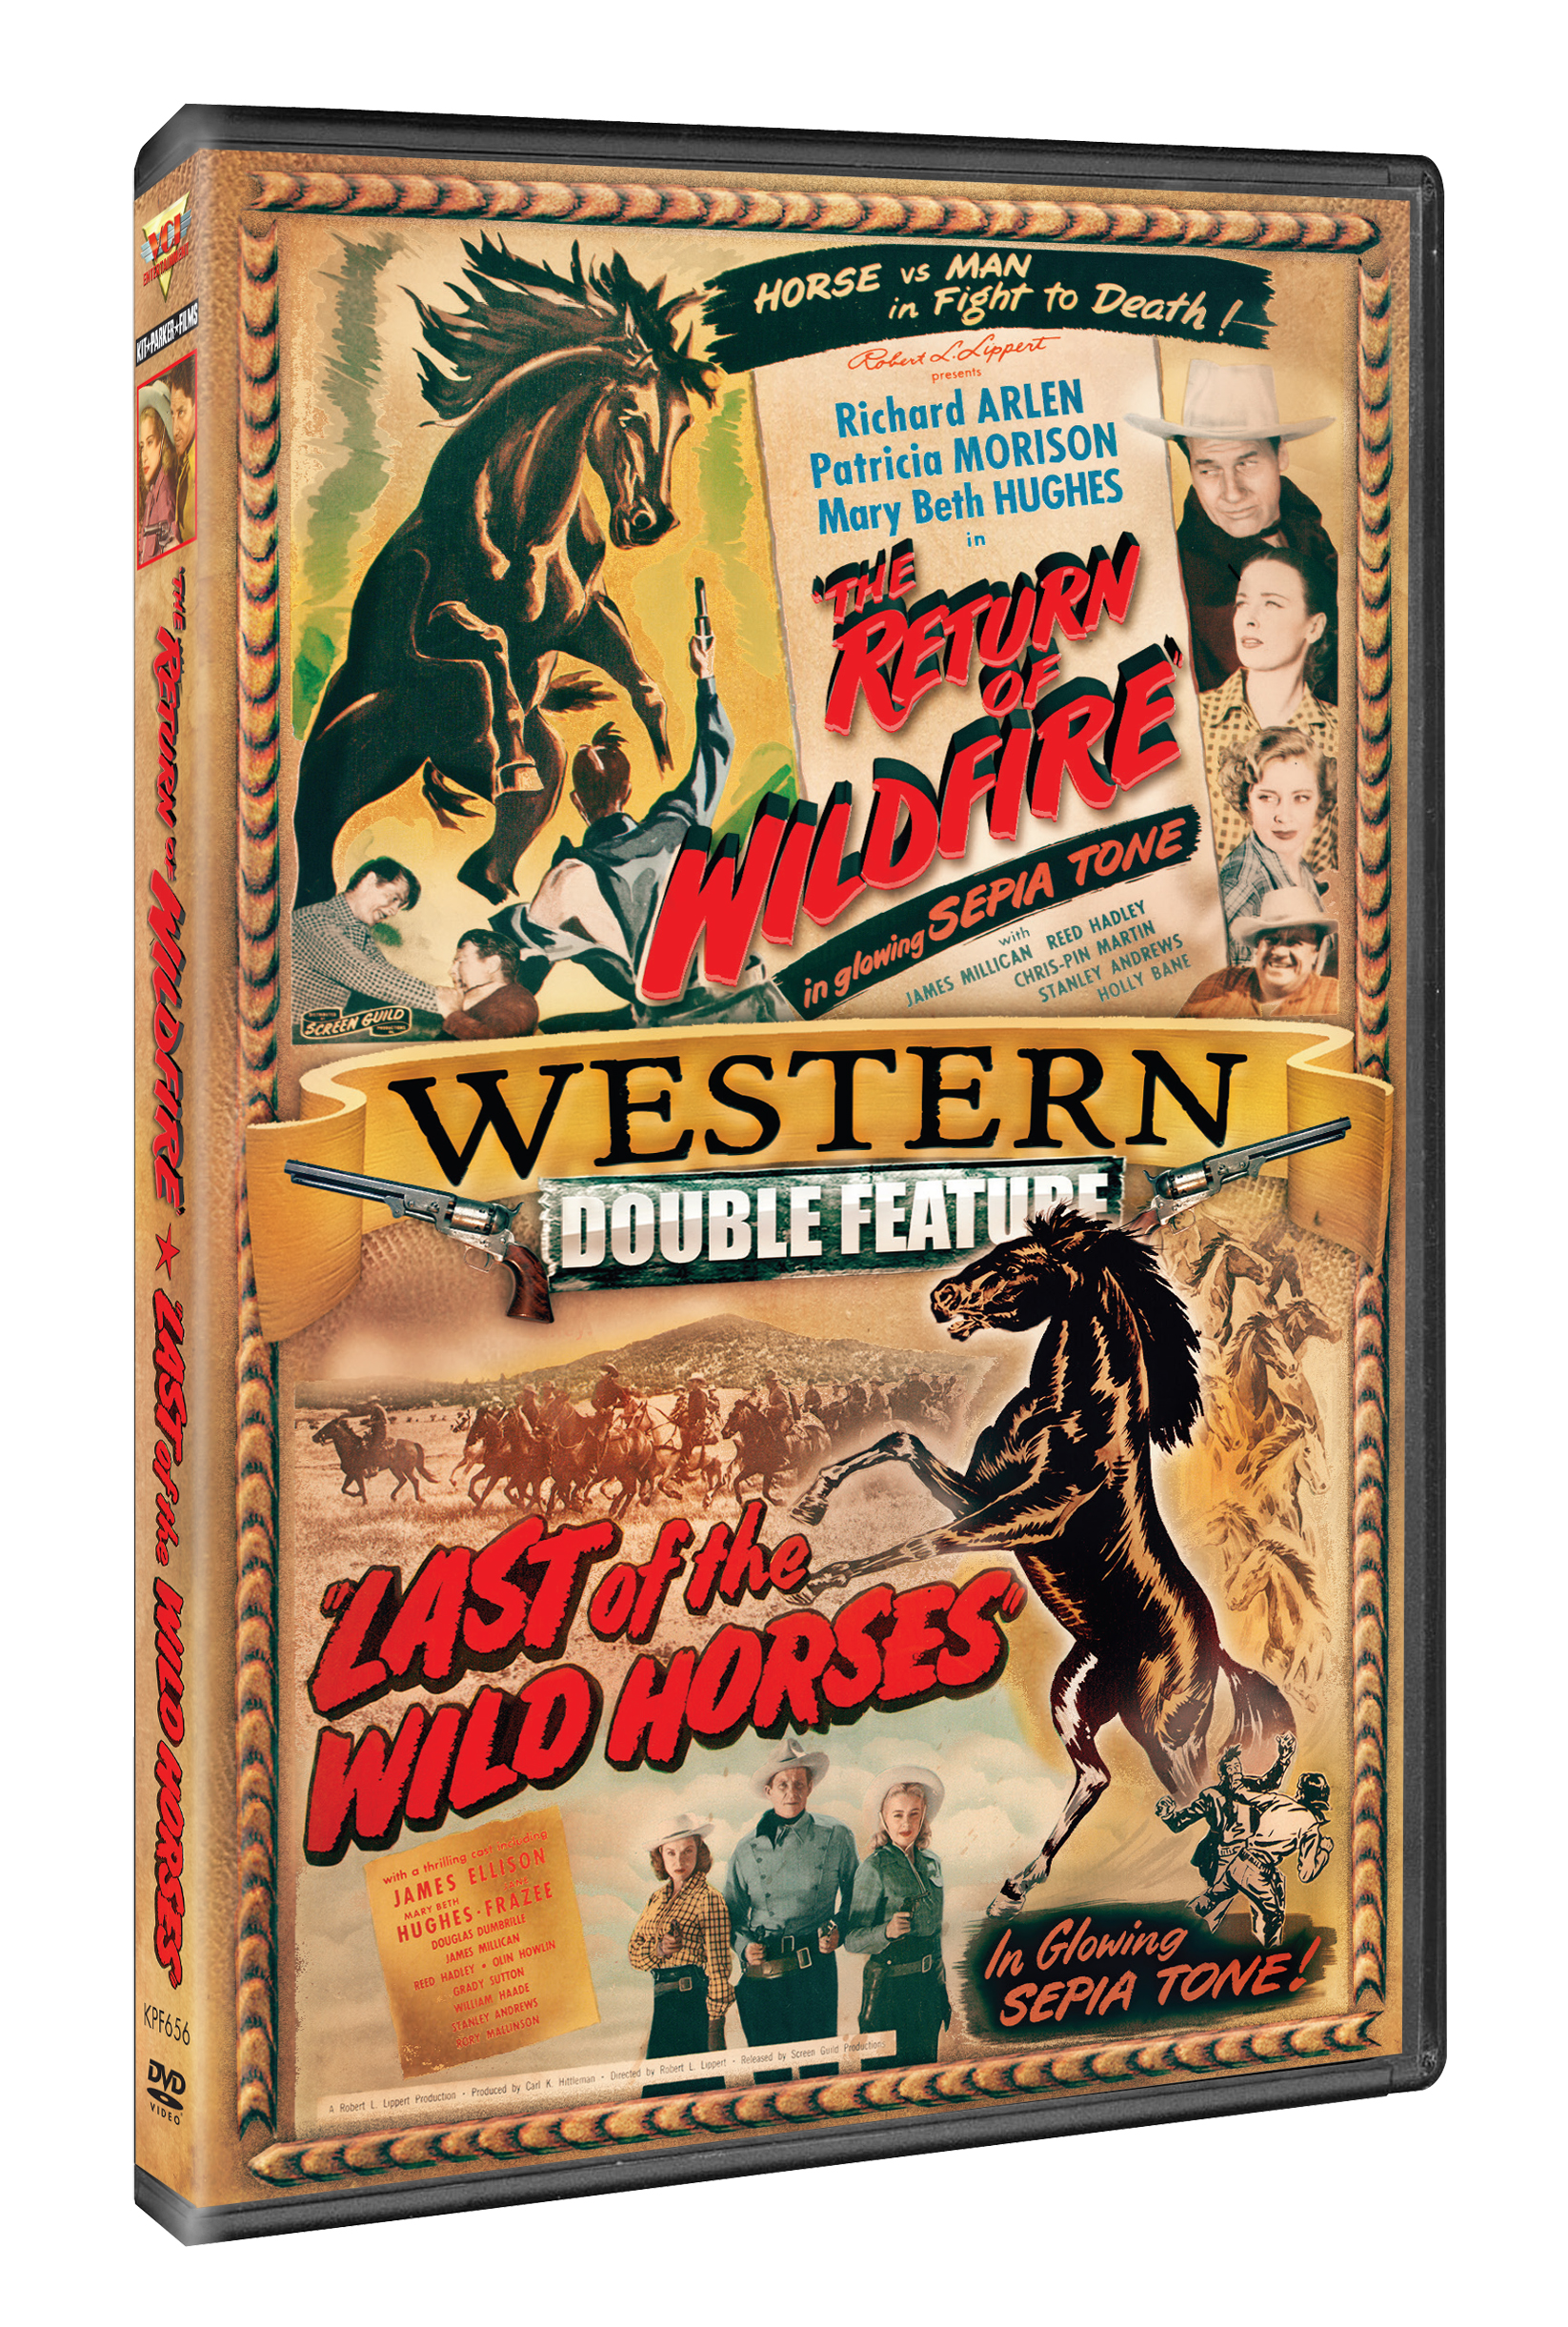 VCI
ENTERTAINMENT
KIT★PARKER★FILMS
"THE RETURN OF WILDFIRE" ★ "LAST of the WILD HORSES"
KPF656
DVD
VIDEO
HORSE vs MAN
in Fight to Death!
Robert L. Lippert
presents
Richard ARLEN
Patricia MORISON
Mary Beth HUGHES
in
"THE
RETURN
OF
WILDFIRE"
in glowing SEPIA TONE
with
JAMES MILLICAN REED HADLEY
CHRIS-PIN MARTIN
STANLEY ANDREWS
HOLLY BANE
DISTRIBUTED
SCREEN GUILD
PRODUCTIONS
WESTERN
DOUBLE FEATURE
"LAST of the
WILD HORSES"
with a thrilling cast including
JAMES ELLISON
MARY BETH JANE
HUGHES · FRAZEE
DOUGLAS DUMBRILLE
JAMES MILLICAN
REED HADLEY • OLIN HOWLIN
GRADY SUTTON
WILLIAM HAADE
STANLEY ANDREWS
RORY MALLINSON
In Glowing
SEPIA TONE!
A Robert L. Lippert Production - Produced by Carl K. Hittleman - Directed by Robert L. Lippert - Released by Screen Guild Productions